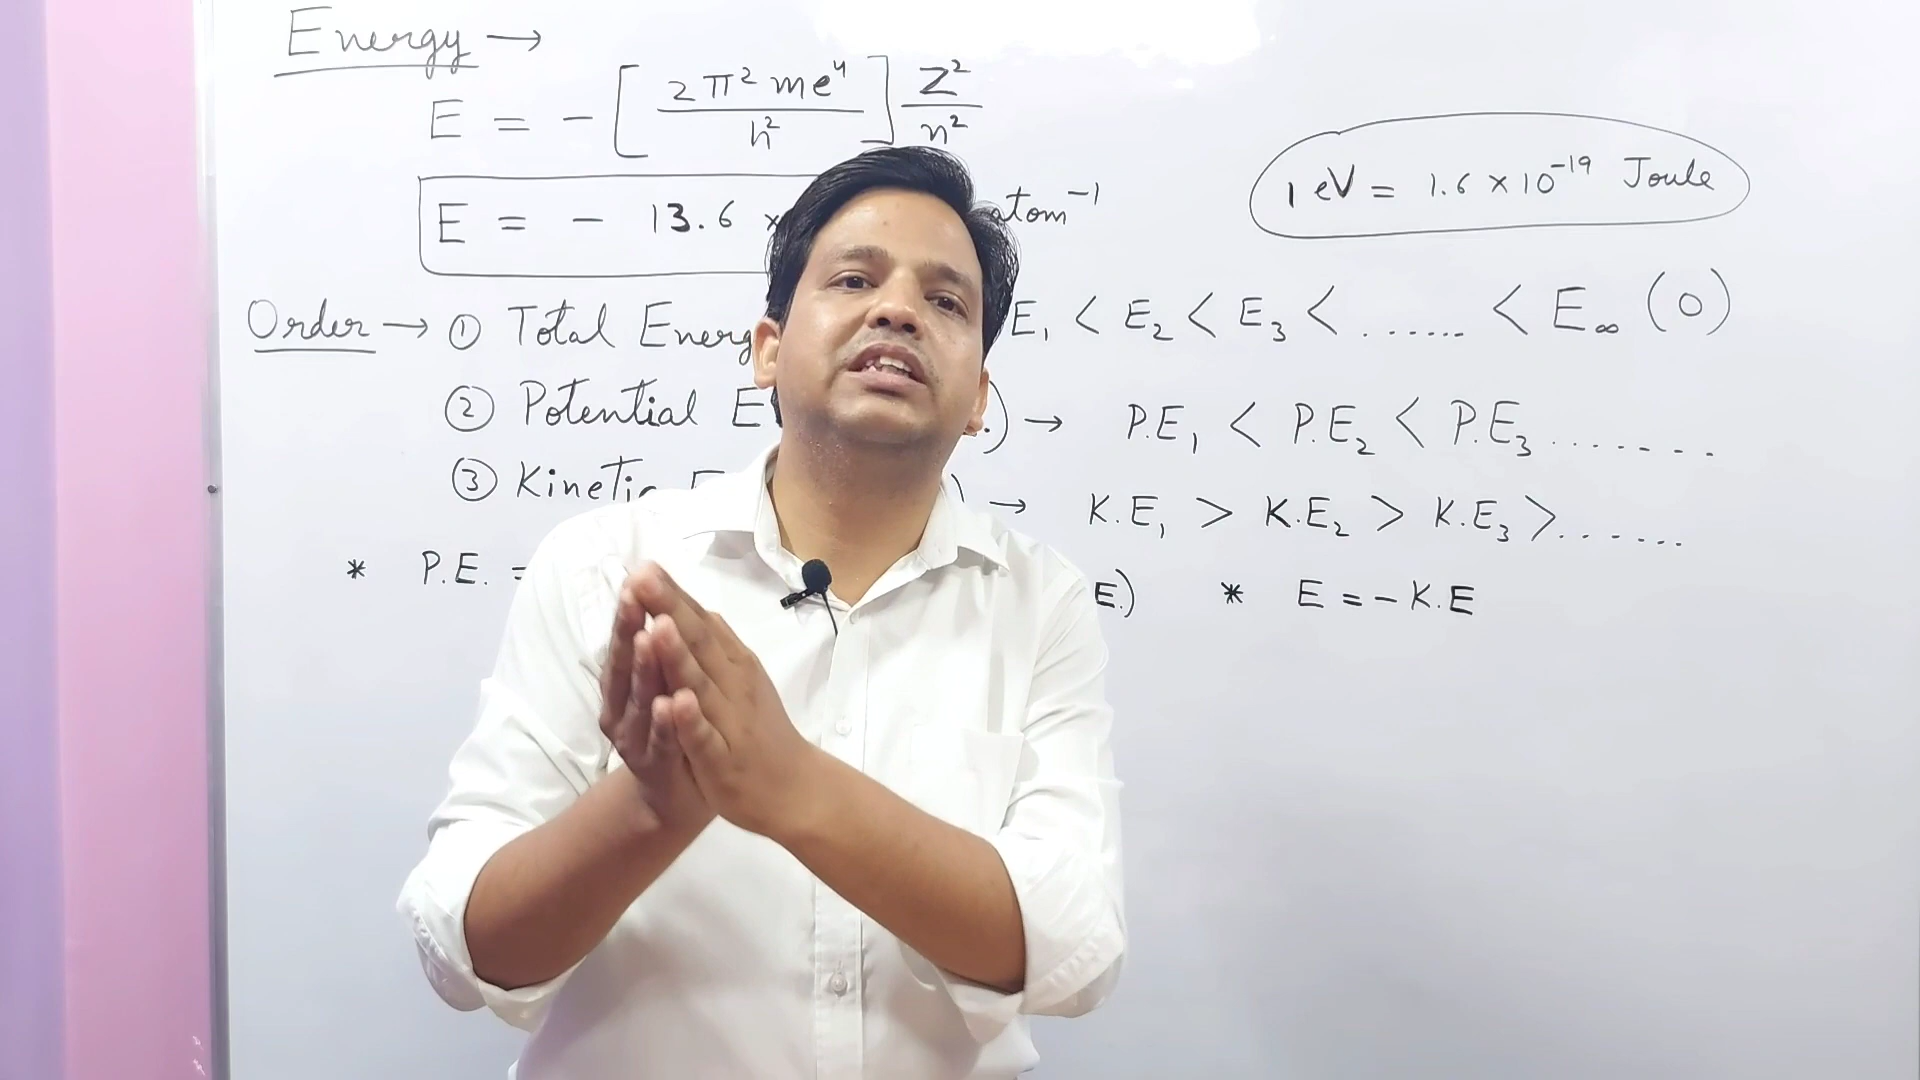 Energy →
E = - [ 2π² me⁴ / h² ] Z² / n²
E = - 13.6 × atom⁻¹
1 eV = 1.6 × 10⁻¹⁹ Joule
Order → ① Total Energ E₁ < E₂ < E₃ < ....... < E∞ (0)
② Potential E .) → P.E₁ < P.E₂ < P.E₃ .......
③ Kinetic E ) → K.E₁ > K.E₂ > K.E₃ >.......
* P.E. = E.) * E = - K.E